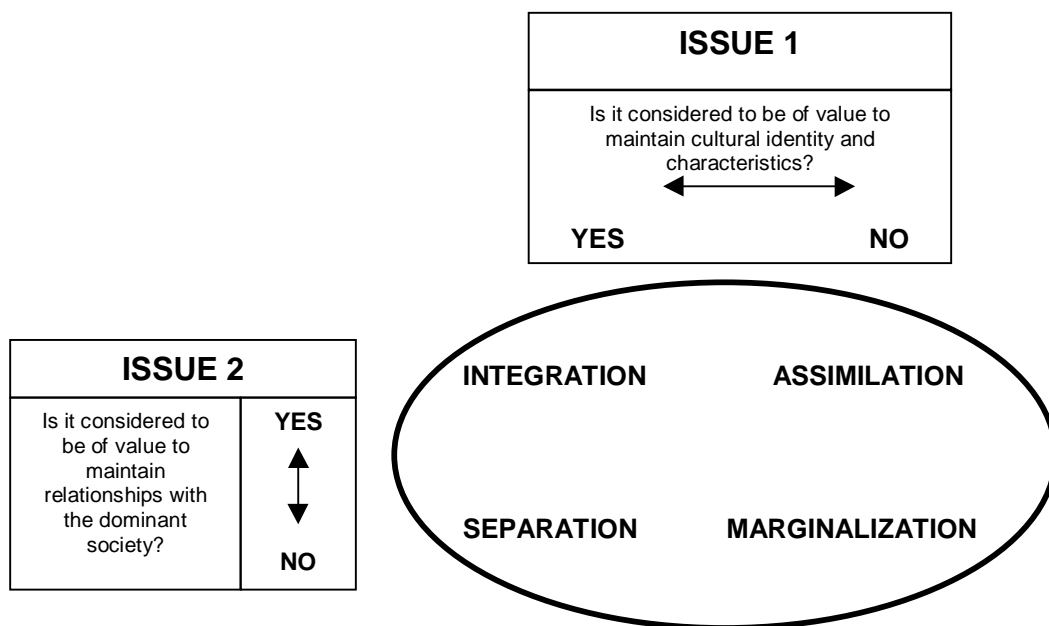 ISSUE 1
Is it considered to be of value to
maintain cultural identity and
characteristics?
YES NO
ISSUE 2
Is it considered to
be of value to
maintain
relationships with
the dominant
society?
YES
NO
INTEGRATION ASSIMILATION
SEPARATION MARGINALIZATION